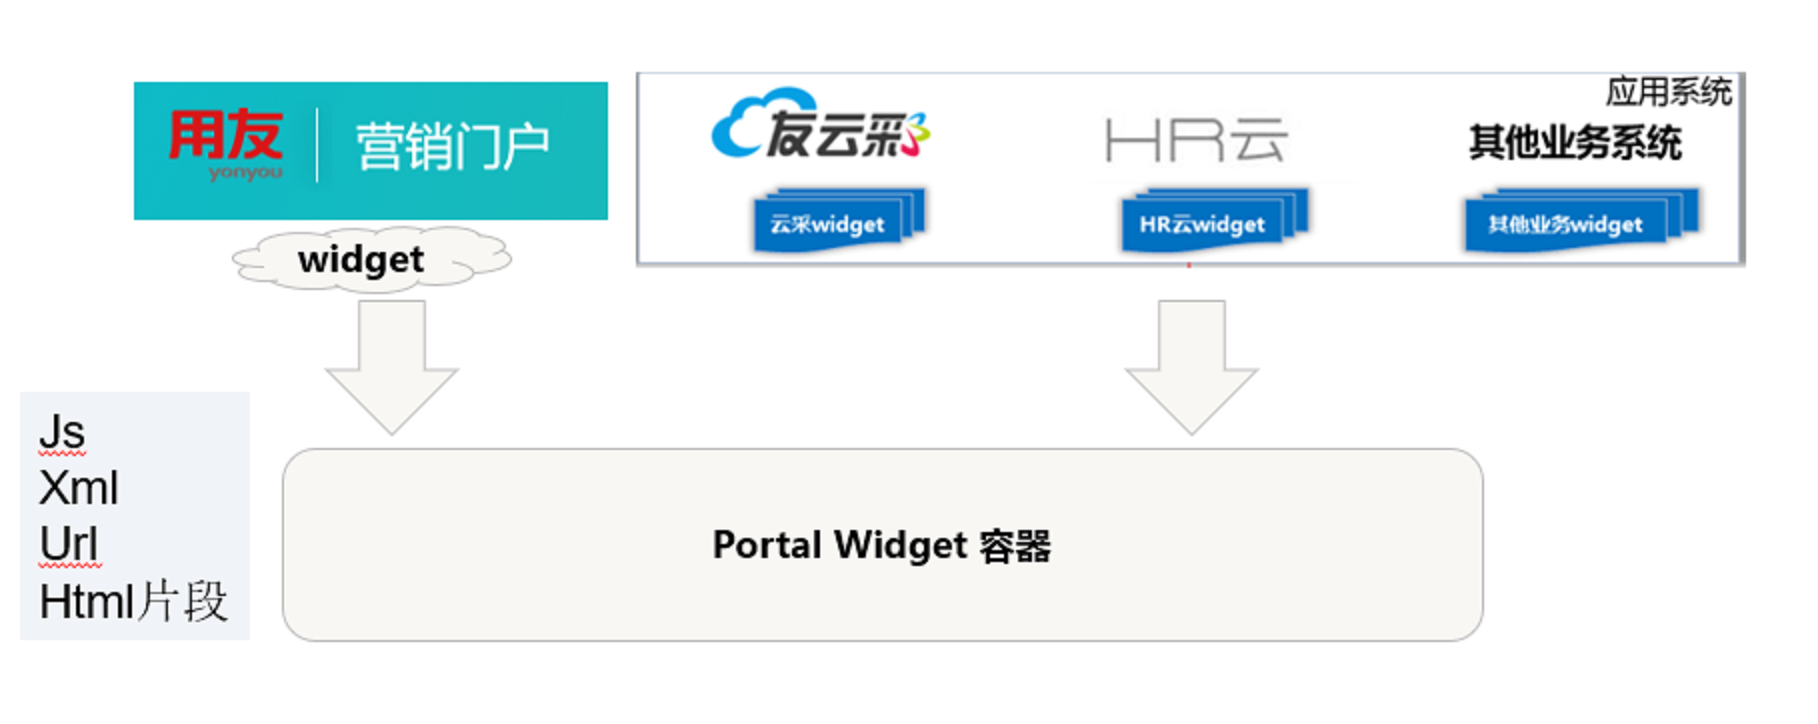 用友
yonyou
营销门户
widget
应用系统
友云采
HR云
其他业务系统
云采widget
HR云widget
其他业务widget
Js
Xml
Url
Html片段
Portal Widget 容器